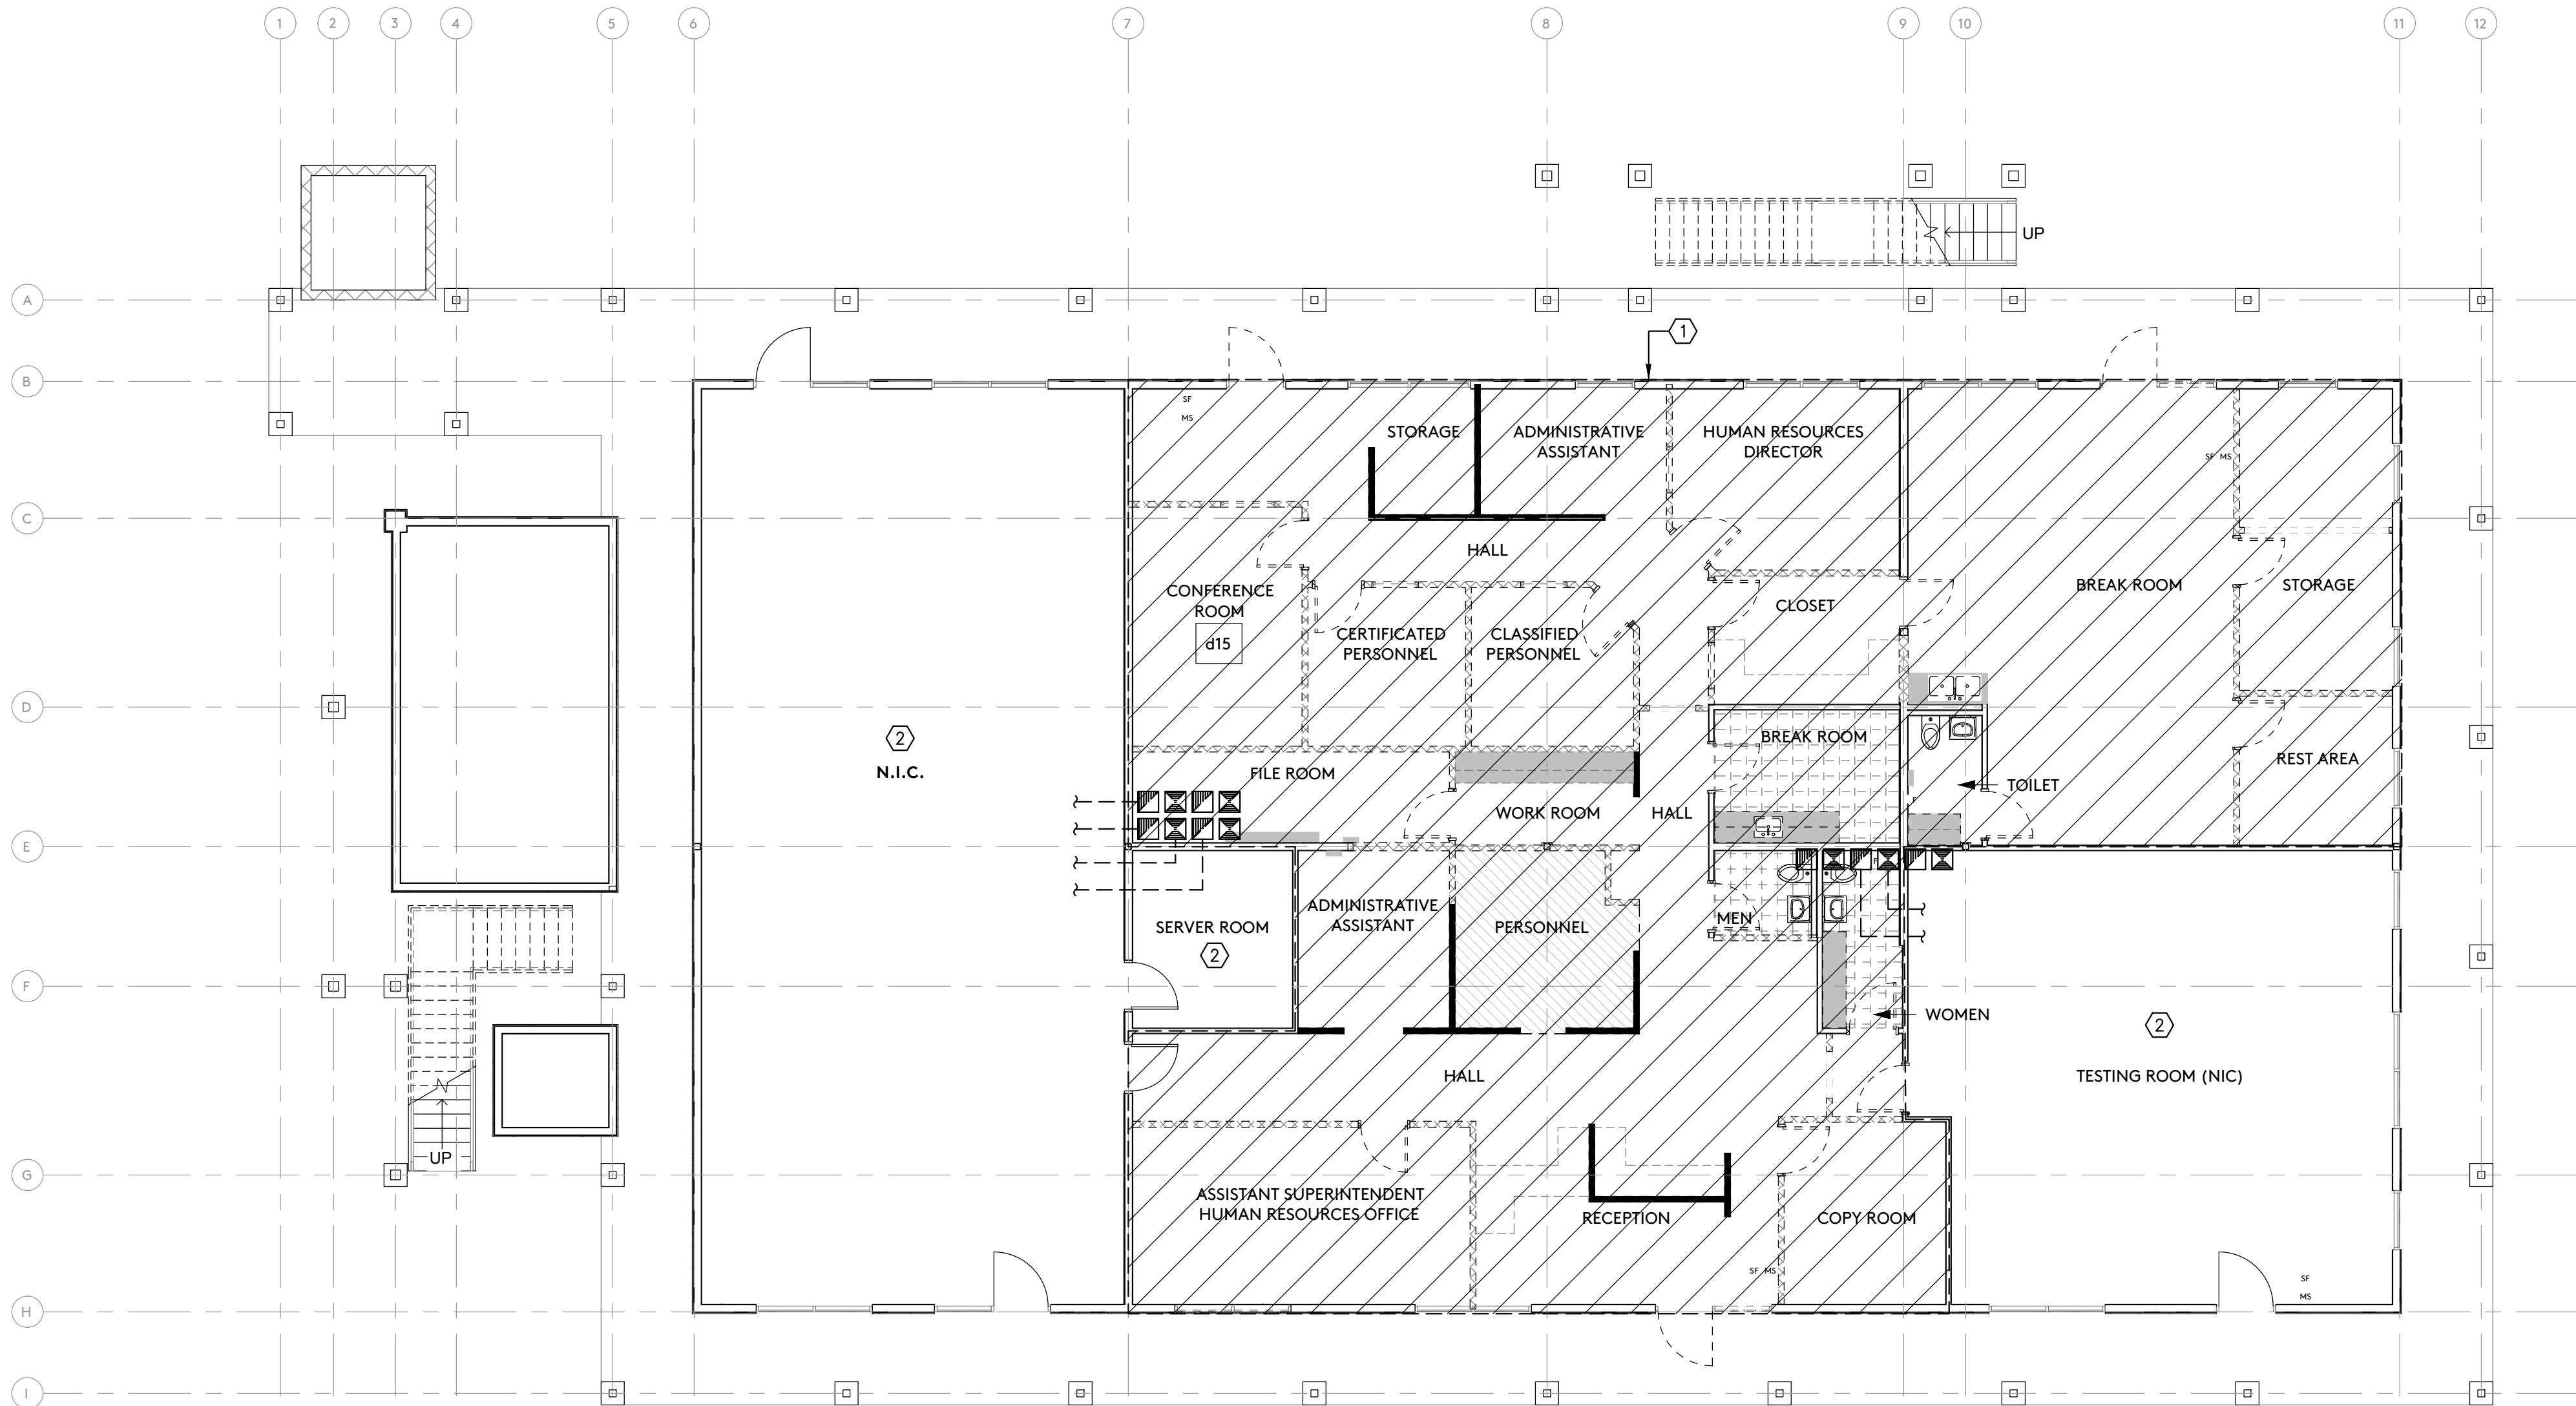 1 2 3 4 5 6 7 8 9 10 11 12
UP
A
1
B
SF
MS
STORAGE
ADMINISTRATIVE
ASSISTANT
HUMAN RESOURCES
DIRECTOR
SF MS
C
HALL
CONFERENCE
ROOM
d15
CERTIFICATED
PERSONNEL
CLASSIFIED
PERSONNEL
CLOSET
BREAK ROOM
STORAGE
D
2
N.I.C.
FILE ROOM
BREAK ROOM
REST AREA
TOILET
WORK ROOM
HALL
F
E
F
SERVER ROOM
2
ADMINISTRATIVE
ASSISTANT
PERSONNEL
MEN
F
WOMEN
2
TESTING ROOM (NIC)
HALL
UP
G
ASSISTANT SUPERINTENDENT
HUMAN RESOURCES OFFICE
RECEPTION
COPY ROOM
SF MS
SF
MS
H
I